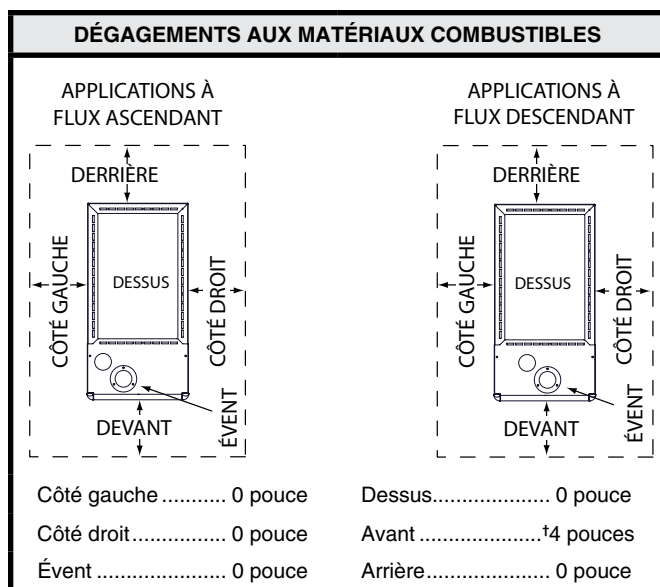 DÉGAGEMENTS AUX MATÉRIAUX COMBUSTIBLES
APPLICATIONS À
FLUX ASCENDANT
DERRIÈRE
CÔTÉ GAUCHE
DESSUS
CÔTÉ DROIT
DEVANT
ÉVENT
APPLICATIONS À
FLUX DESCENDANT
DERRIÈRE
CÔTÉ GAUCHE
DESSUS
CÔTÉ DROIT
DEVANT
ÉVENT
Côté gauche ........... 0 pouce
Côté droit................ 0 pouce
Évent ...................... 0 pouce
Dessus.................... 0 pouce
Avant .....................†4 pouces
Arrière..................... 0 pouce